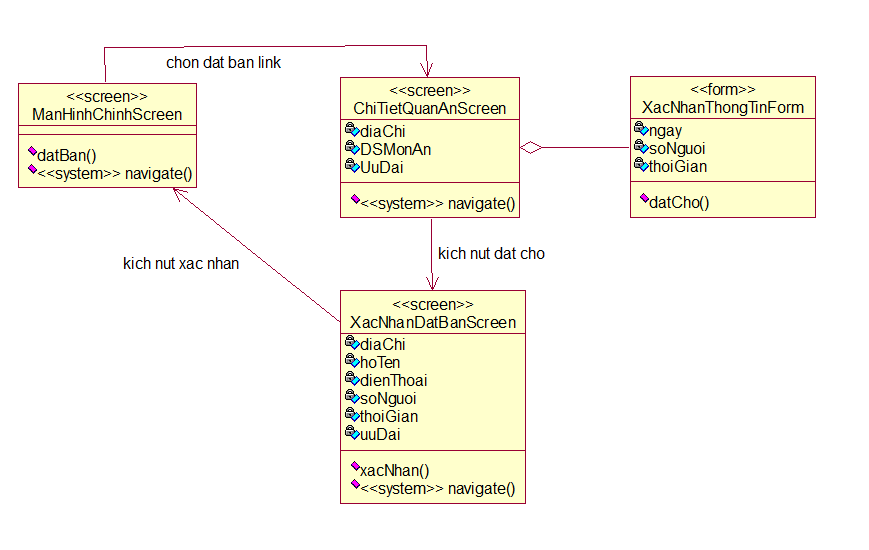 chon dat ban link
<<screen>>
ManHinhChinhScreen
datBan()
<<system>> navigate()
<<screen>>
ChiTietQuanAnScreen
diaChi
DSMonAn
UuDai
<<system>> navigate()
<<form>>
XacNhanThongTinForm
ngay
soNguoi
thoiGian
datCho()
kich nut dat cho
kich nut xac nhan
<<screen>>
XacNhanDatBanScreen
diaChi
hoTen
dienThoai
soNguoi
thoiGian
uuDai
xacNhan()
<<system>> navigate()